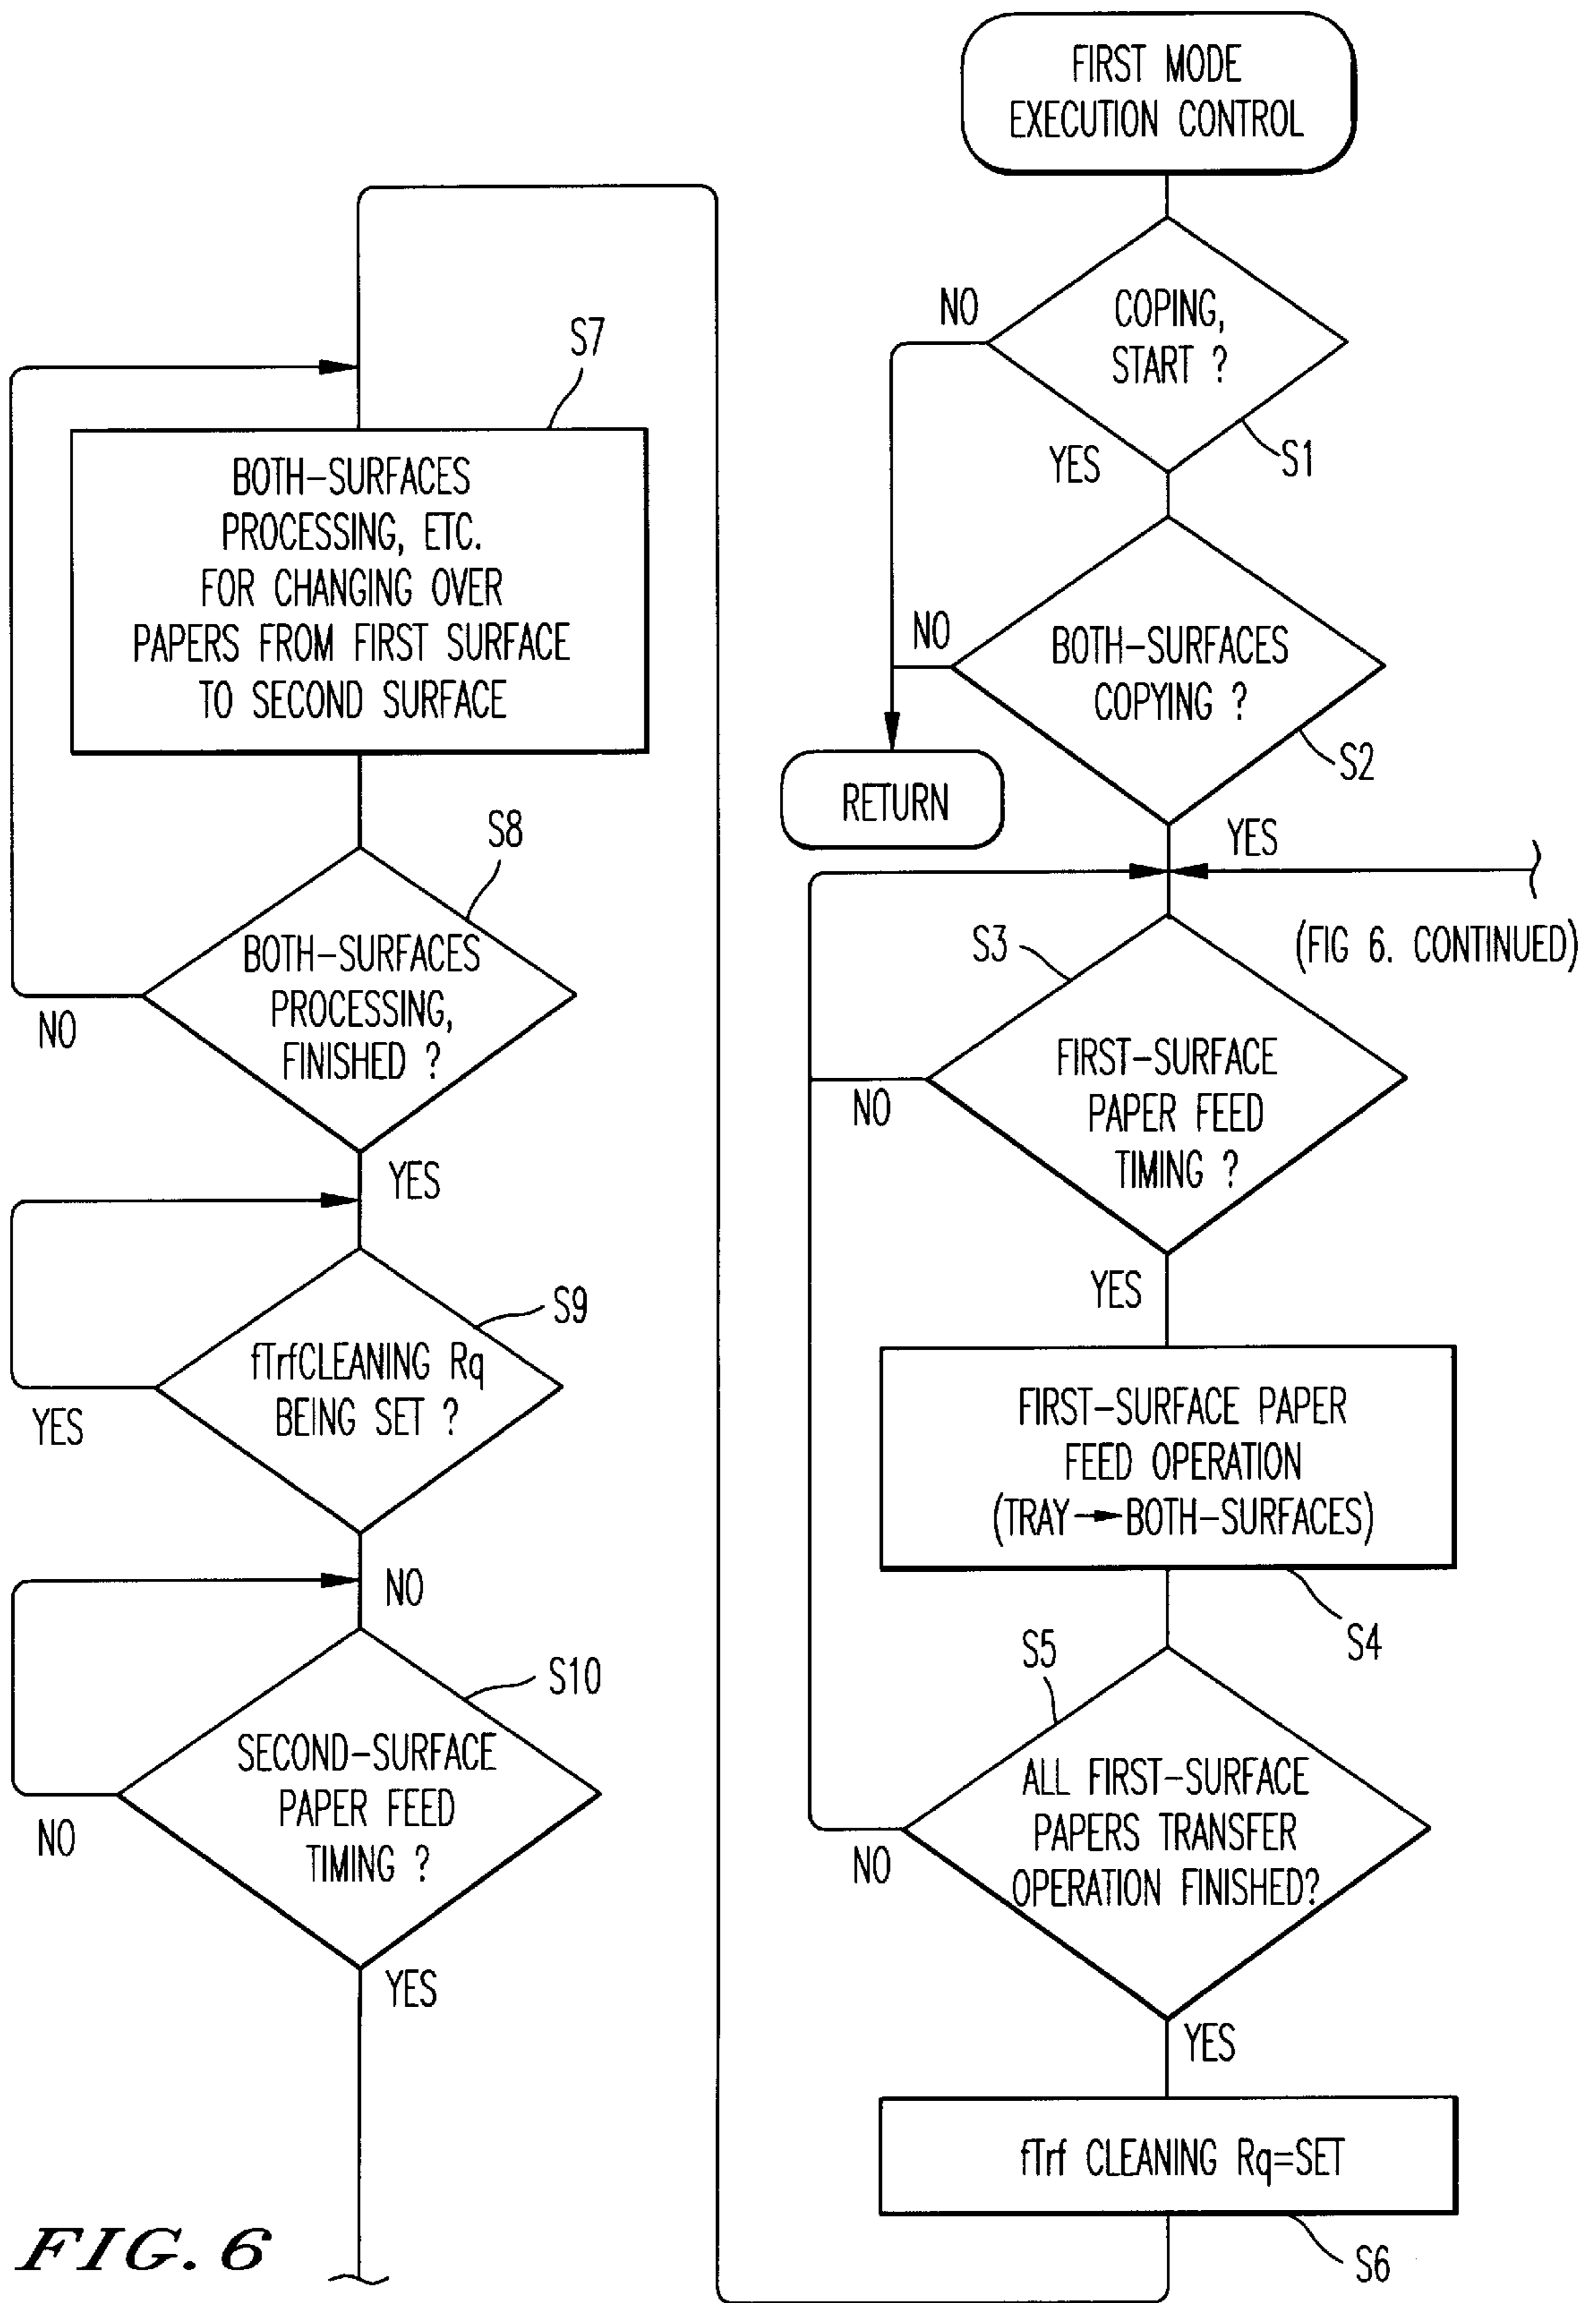 FIRST MODE
EXECUTION CONTROL
COPING,
START ?
NO
YES
S1
BOTH-SURFACES
COPYING ?
NO
S2
RETURN
YES
(FIG 6. CONTINUED)
S3
FIRST-SURFACE
PAPER FEED
TIMING ?
NO
YES
FIRST-SURFACE PAPER
FEED OPERATION
(TRAY→BOTH-SURFACES)
S4
S5
ALL FIRST-SURFACE
PAPERS TRANSFER
OPERATION FINISHED?
NO
YES
fTrf CLEANING Rq=SET
S6
S7
BOTH-SURFACES
PROCESSING, ETC.
FOR CHANGING OVER
PAPERS FROM FIRST SURFACE
TO SECOND SURFACE
S8
BOTH-SURFACES
PROCESSING,
FINISHED ?
NO
YES
S9
fTrfCLEANING Rq
BEING SET ?
YES
NO
S10
SECOND-SURFACE
PAPER FEED
TIMING ?
NO
YES
FIG. 6